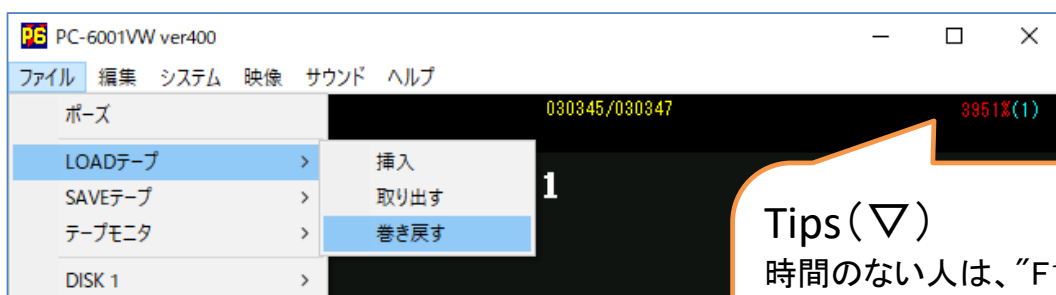 P6 PC-6001VW ver400
ファイル 編集 システム 映像 サウンド ヘルプ
ポーズ 030345/030347 3951%(1)
LOADテープ > 挿入
SAVEテープ > 取り出す
テープモニタ > 巻き戻す
DISK 1 >
1
Tips(▽)
時間のない人は、"F